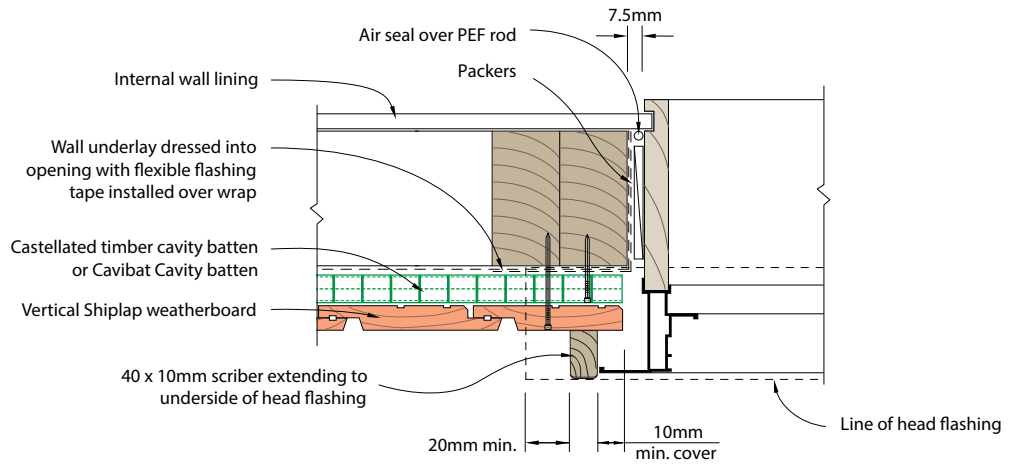 7.5mm
Air seal over PEF rod
Packers
Internal wall lining
Wall underlay dressed into
opening with flexible flashing
tape installed over wrap
Castellated timber cavity batten
or Cavibat Cavity batten
Vertical Shiplap weatherboard
40 x 10mm scriber extending to
underside of head flashing
Line of head flashing
20mm min.
10mm
min. cover